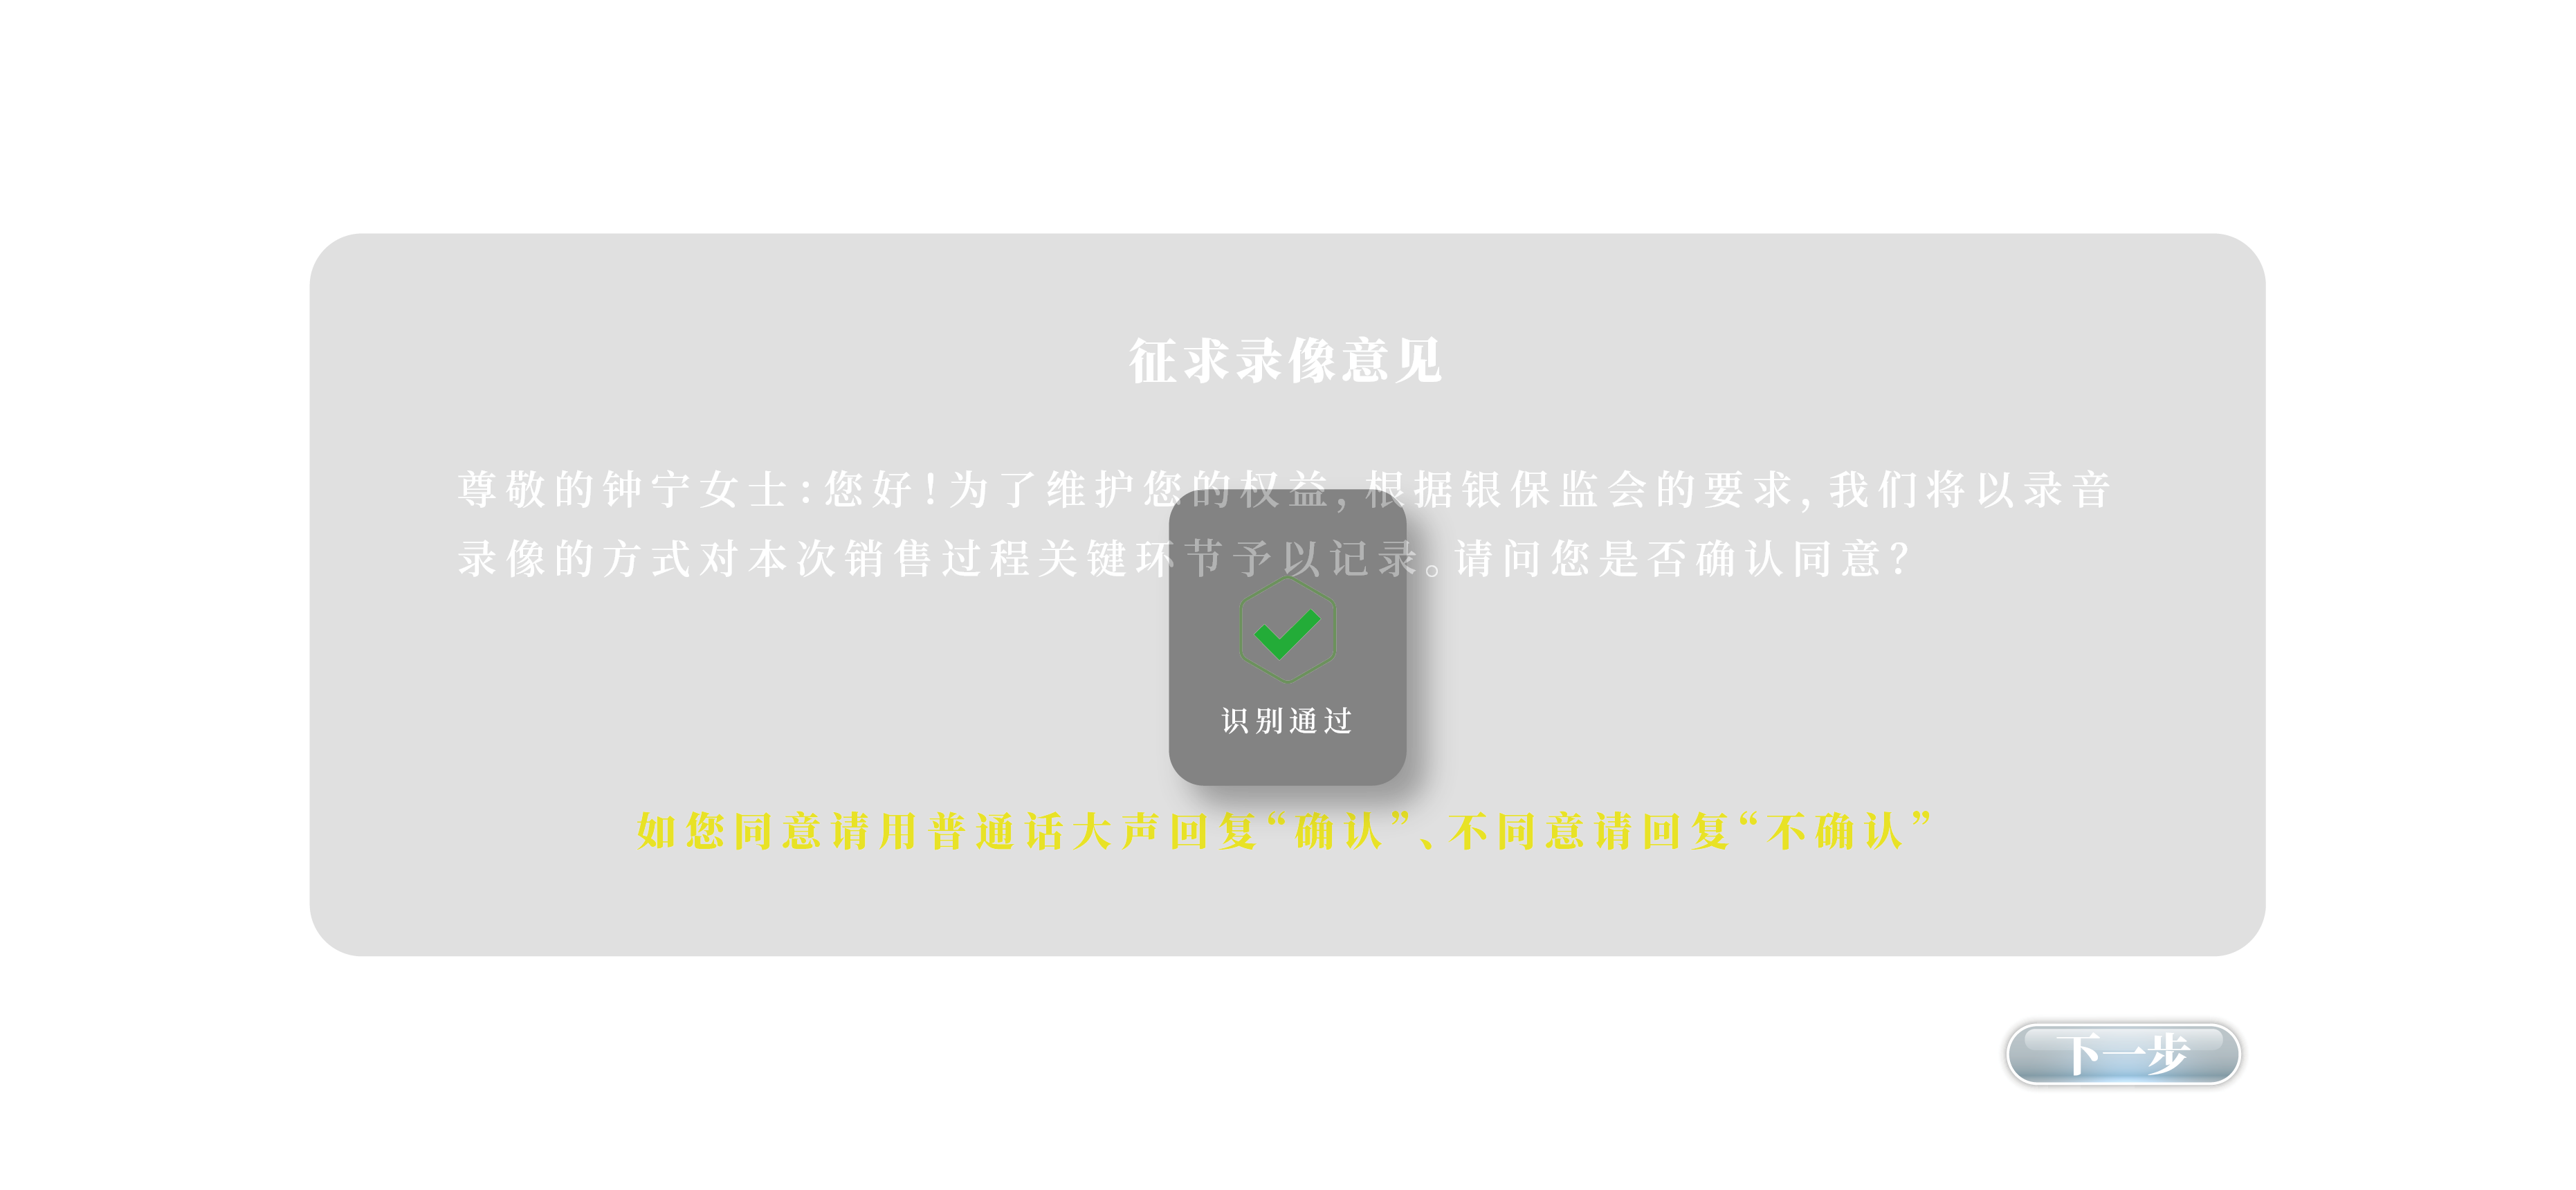 征求录像意见
尊敬的钟宁女士：您好！为了维护您的权益，根据银保监会的要求，我们将以录音
录像的方式对本次销售过程关键环节予以记录。请问您是否确认同意？
识别通过
如您同意请用普通话大声回复“确认”、不同意请回复“不确认”
下一步